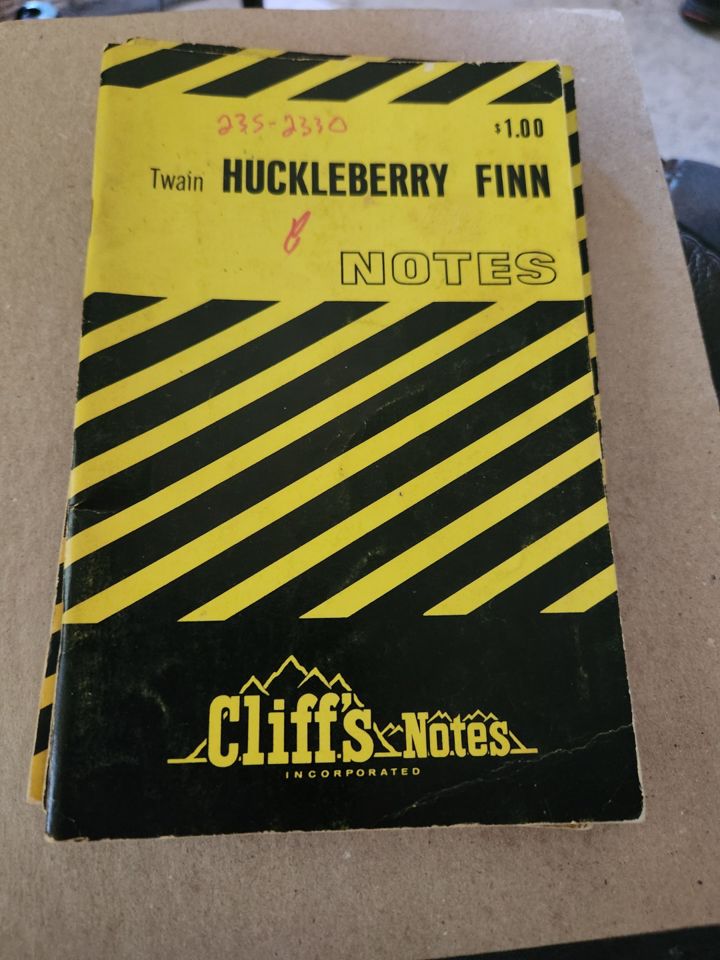 235-2330
$1.00
Twain HUCKLEBERRY FINN
NOTES
Cliff's Notes
INCORPORATED